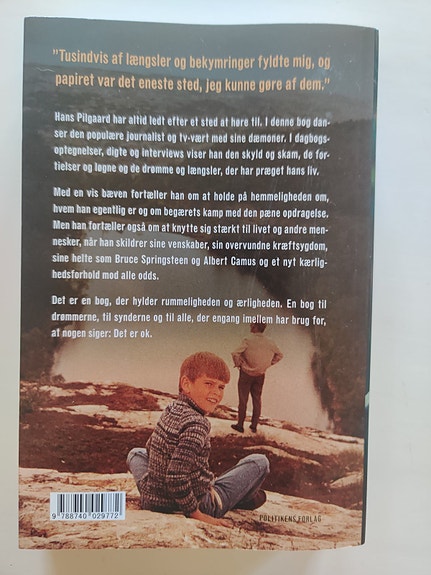 "Tusindvis af længsler og bekymringer fyldte mig, og
papiret var det eneste sted, jeg kunne gøre af dem."
Hans Pilgaard har altid ledt efter et sted at høre til. I denne bog dan-
ser den populære journalist og tv-vært med sine dæmoner. I dagbogs-
optegnelser, digte og interviews viser han den skyld og skam, de for-
tielser og løgne og de drømme og længsler, der har præget hans liv.
Med en vis bæven fortæller han om at holde på hemmeligheden om,
hvem han egentlig er og om begærets kamp med den pæne opdragelse.
Men han fortæller også om at knytte sig stærkt til livet og andre men-
nesker, når han skildrer sine venskaber, sin overvundne kræftsygdom,
sine helte som Bruce Springsteen og Albert Camus og et nyt kærlig-
hedsforhold mod alle odds.
Det er en bog, der hylder rummeligheden og ærligheden. En bog til
drømmerne, til synderne og til alle, der engang imellem har brug for,
at nogen siger: Det er ok.
9 788740 029772
POLITIKENS FORLAG